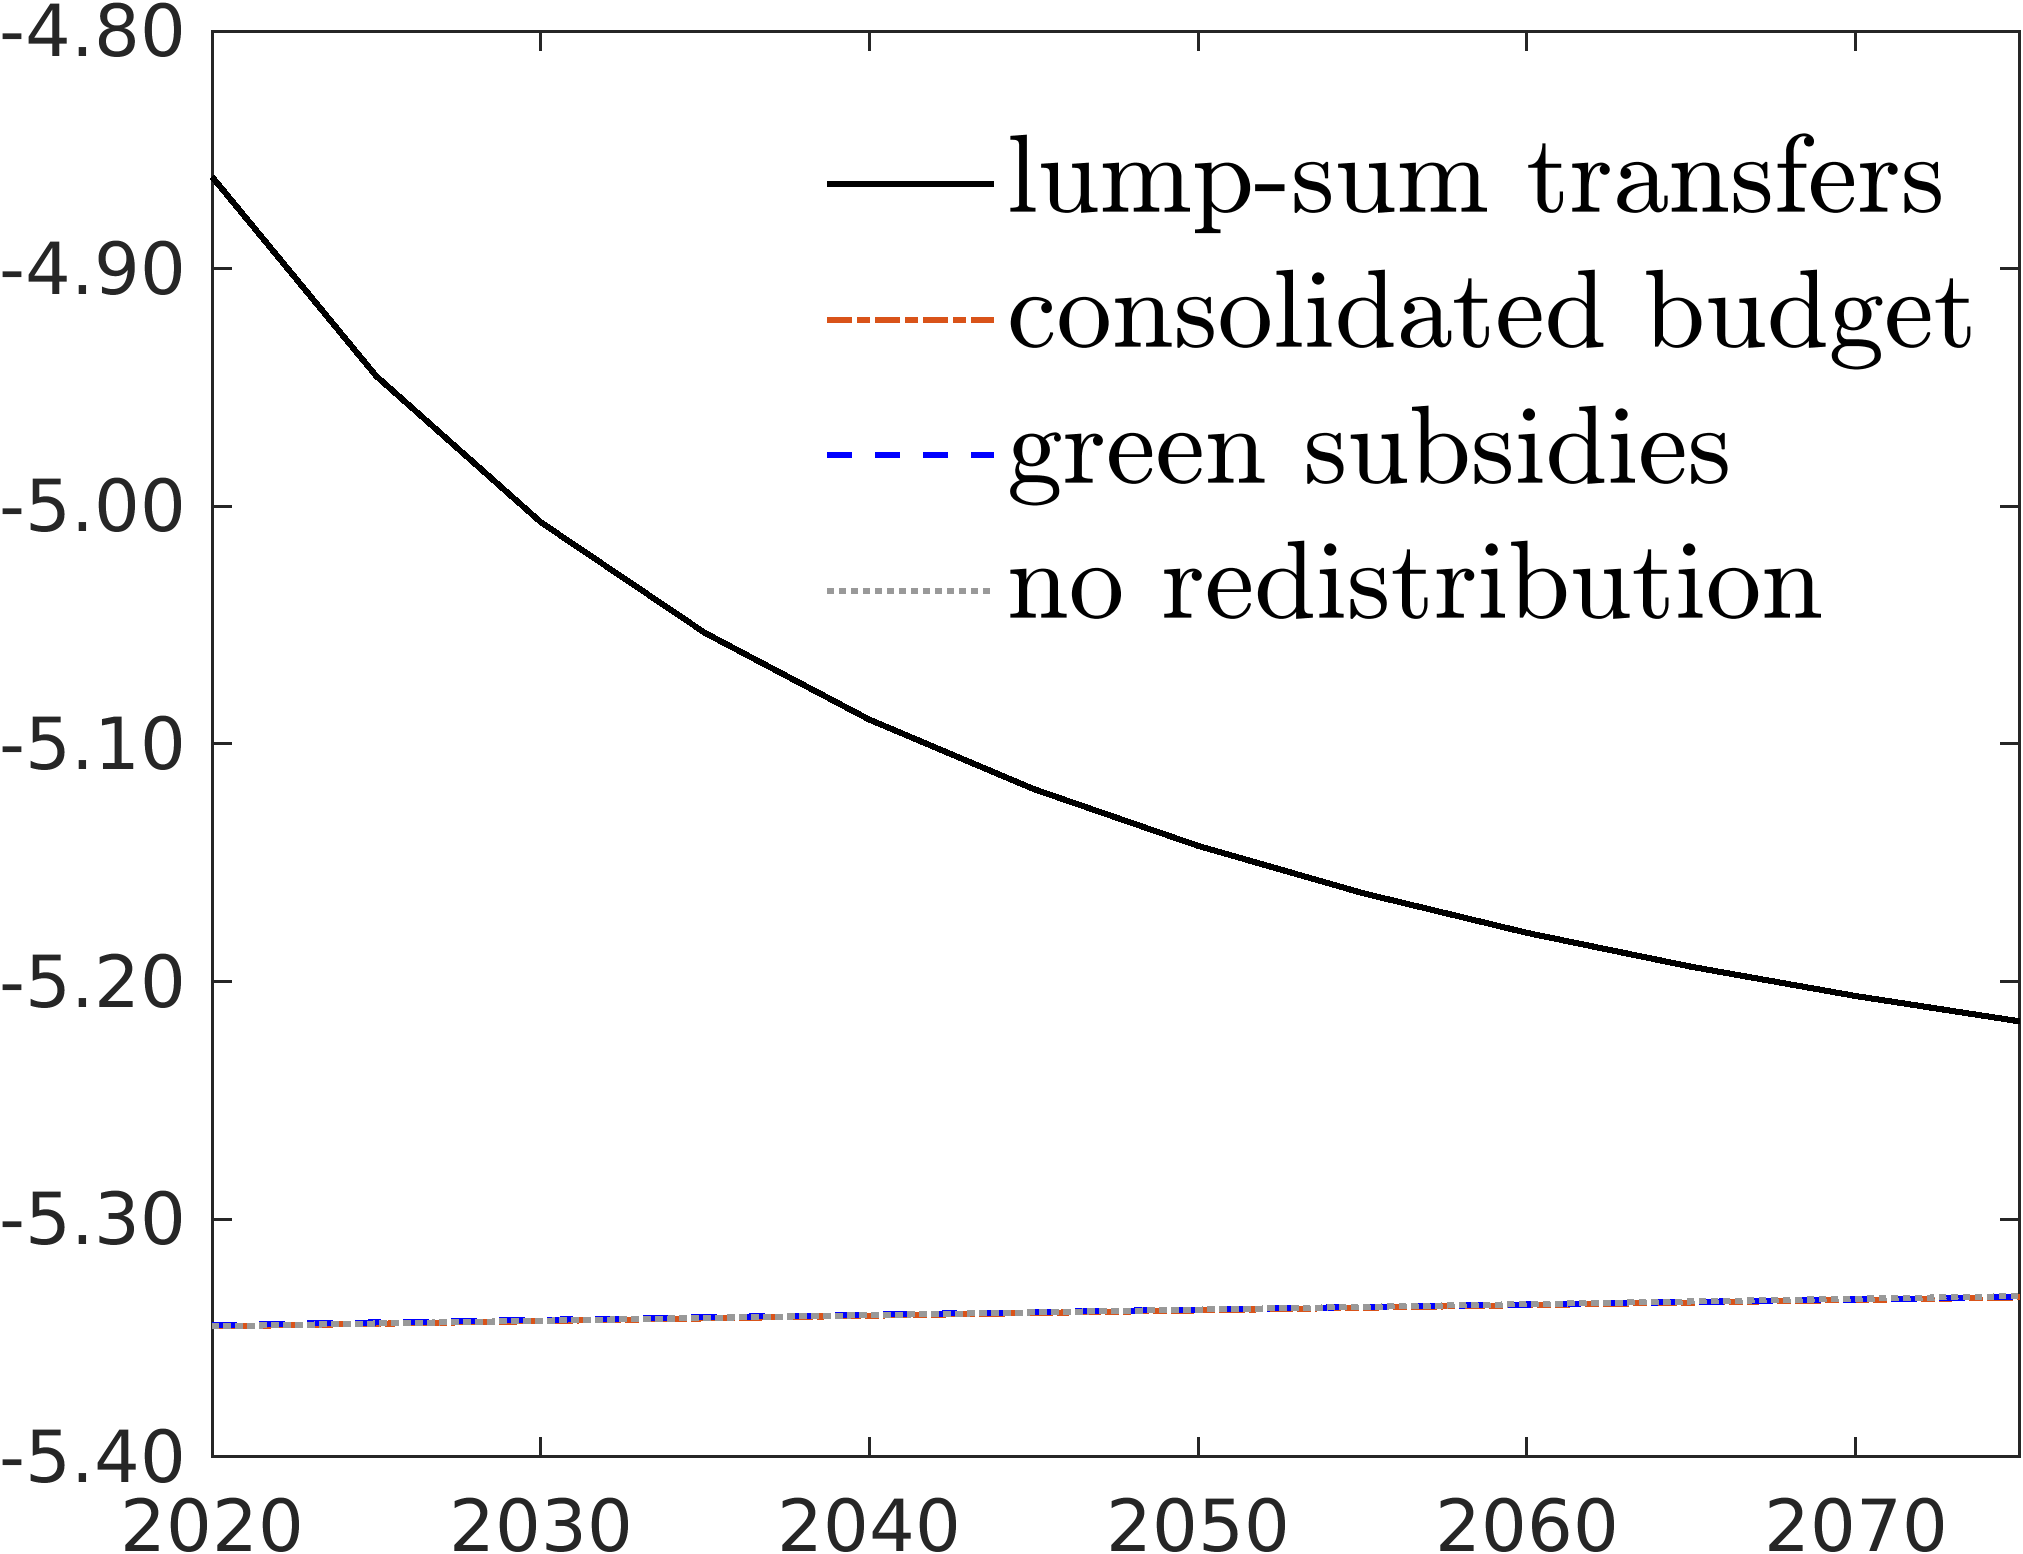 -4.80
-4.90
-5.00
-5.10
-5.20
-5.30
-5.40
2020 2030 2040 2050 2060 2070
lump-sum transfers
consolidated budget
green subsidies
no redistribution